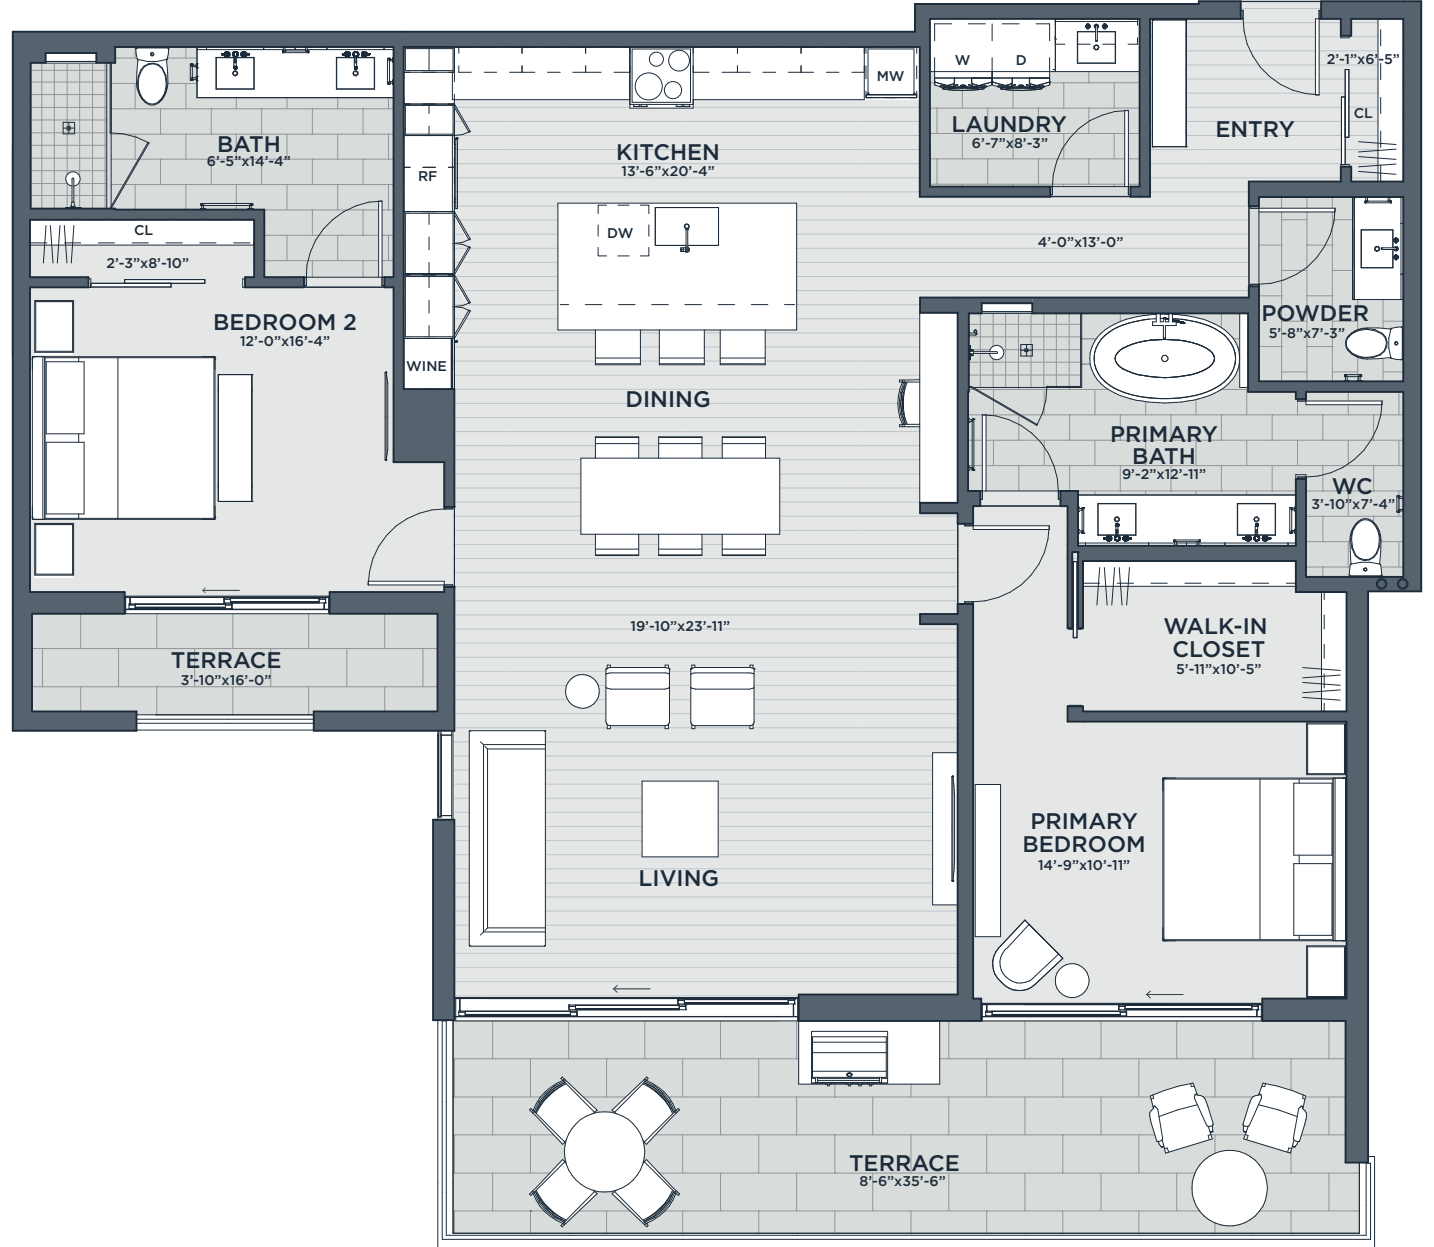 W
D
2'-1"x6'-5"
MW
CL
LAUNDRY
6'-7"x8'-3"
ENTRY
BATH
6'-5"x14'-4"
KITCHEN
13'-6"x20'-4"
RF
CL
2'-3"x8'-10"
DW
4'-0"x13'-0"
BEDROOM 2
12'-0"x16'-4"
POWDER
5'-8"x7'-3"
WINE
DINING
PRIMARY
BATH
9'-2"x12'-11"
WC
3'-10"x7'-4"
19'-10"x23'-11"
WALK-IN
CLOSET
5'-11"x10'-5"
TERRACE
3'-10"x16'-0"
PRIMARY
BEDROOM
14'-9"x10'-11"
LIVING
TERRACE
8'-6"x35'-6"